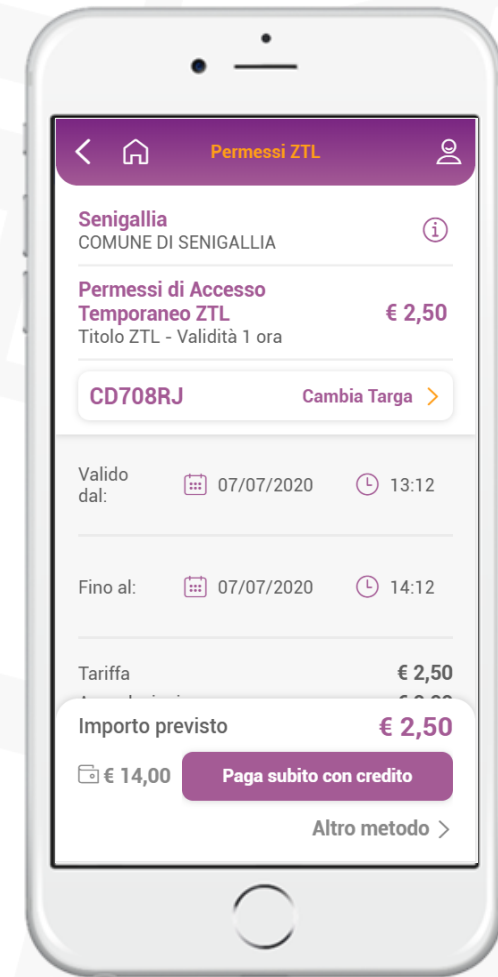 Permessi ZTL
Senigallia
COMUNE DI SENIGALLIA
Permessi di Accesso
Temporaneo ZTL
€ 2,50
Titolo ZTL - Validità 1 ora
CD708RJ
Cambia Targa
Valido
dal:
07/07/2020
13:12
Fino al:
07/07/2020
14:12
Tariffa
€ 2,50
Importo previsto
€ 2,50
€ 14,00
Paga subito con credito
Altro metodo